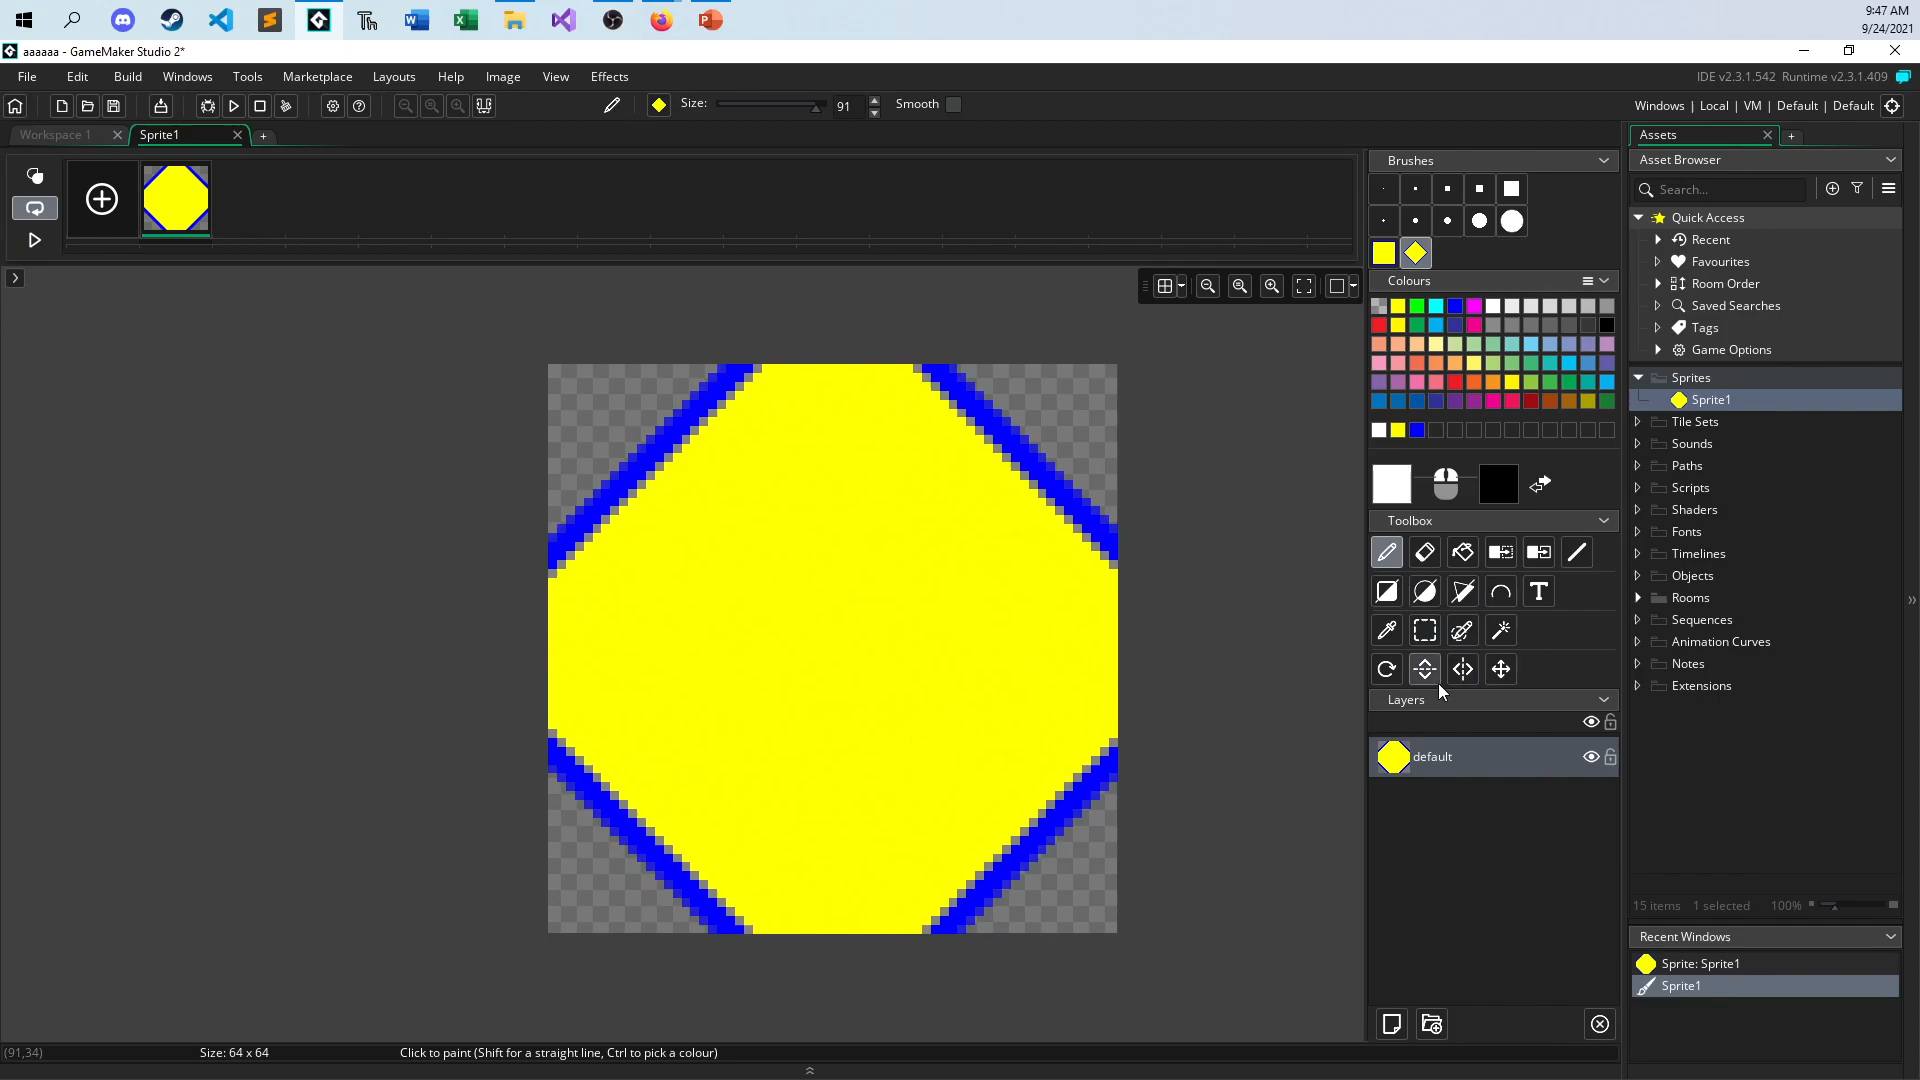 9:47 AM
9/24/2021
aaaaaa - GameMaker Studio 2*
File Edit Build Windows Tools Marketplace Layouts Help Image View Effects
IDE v2.3.1.542 Runtime v2.3.1.409
Size: 91 Smooth
Windows | Local | VM | Default | Default
Workspace 1
Sprite1
Assets
Brushes
Asset Browser
Search...
Quick Access
Recent
Favourites
Room Order
Saved Searches
Tags
Game Options
Colours
Sprites
Sprite1
Tile Sets
Sounds
Paths
Scripts
Shaders
Fonts
Timelines
Objects
Rooms
Sequences
Animation Curves
Notes
Extensions
Toolbox
Layers
default
15 items 1 selected 100%
Recent Windows
Sprite: Sprite1
Sprite1
(91,34)
Size: 64 x 64
Click to paint (Shift for a straight line, Ctrl to pick a colour)